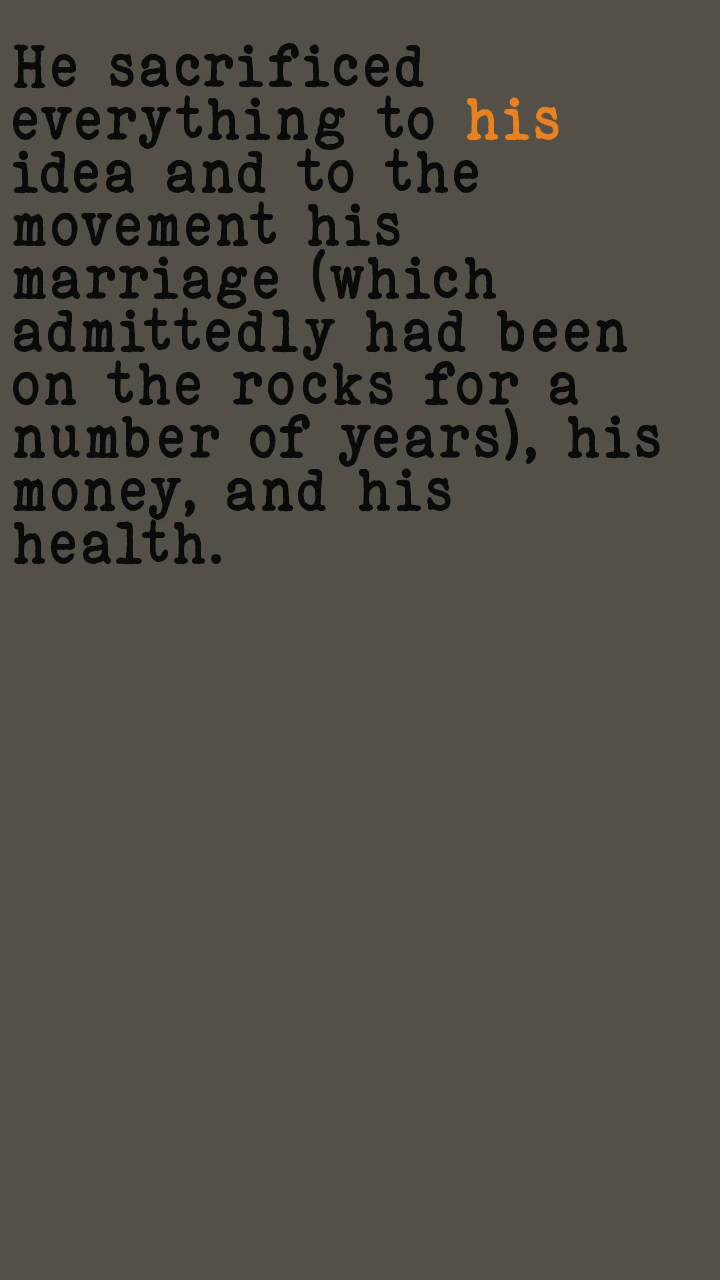 He sacrificed
everything to his
idea and to the
movement his
marriage (which
admittedly had been
on the rocks for a
number of years), his
money, and his
health.